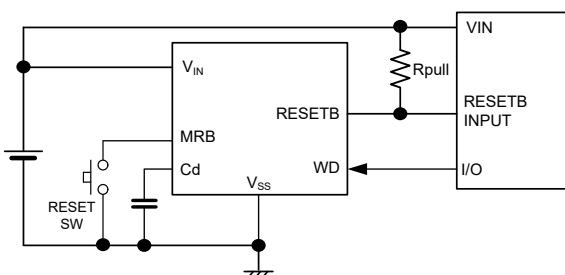 VIN
VIN
Rpull
RESETB
RESETB
INPUT
MRB
WD
I/O
Cd
VSS
RESET
SW